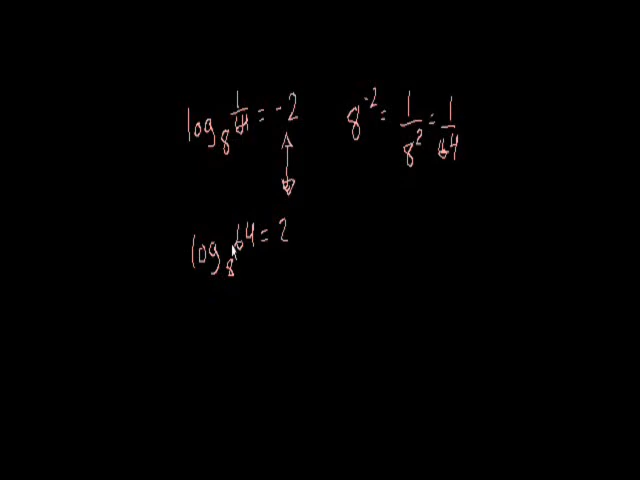 log₈ 1/64 = -2   8⁻² = 1/8² = 1/64
log₈ 64 = 2